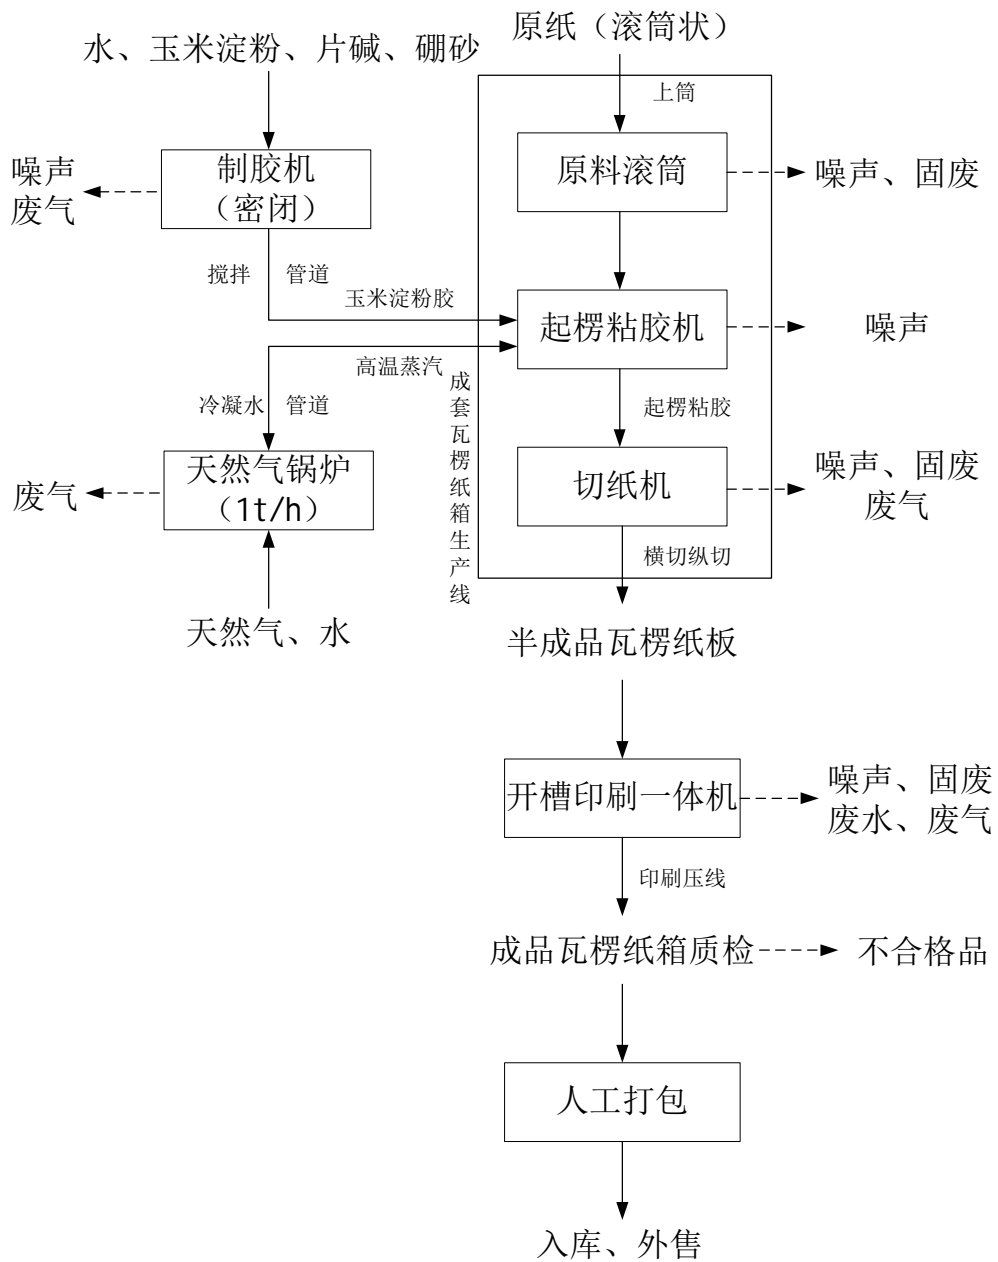 原纸（滚筒状）
水、玉米淀粉、片碱、硼砂
上筒
制胶机
（密闭）
噪声
废气
原料滚筒
噪声、固废
搅拌
管道
玉米淀粉胶
起楞粘胶机
噪声
高温蒸汽
成套瓦楞纸箱生产线
冷凝水
管道
起楞粘胶
天然气锅炉
（1t/h）
废气
切纸机
噪声、固废
废气
横切纵切
天然气、水
半成品瓦楞纸板
开槽印刷一体机
噪声、固废
废水、废气
印刷压线
成品瓦楞纸箱质检
不合格品
人工打包
入库、外售